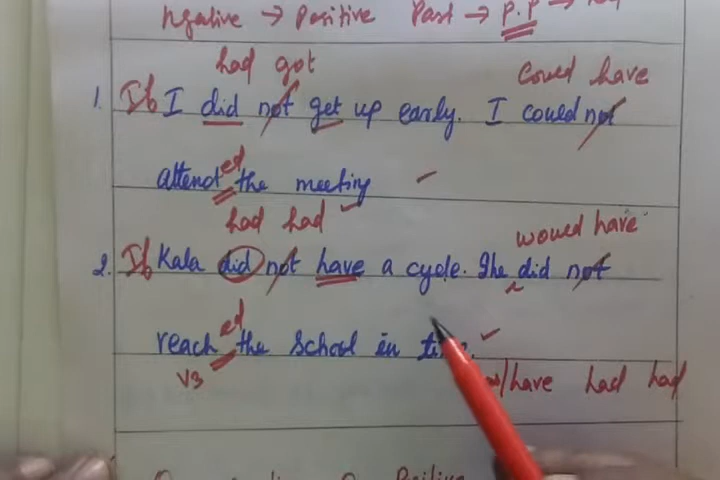 Negative → Positive Past → P.P →
had got could have
1. If I did not get up early. I could not
ed
attend the meeting
had had would have
2. If Kala did not have a cycle. She did not
ed
reach the school in time.
V3 have had had
Positive